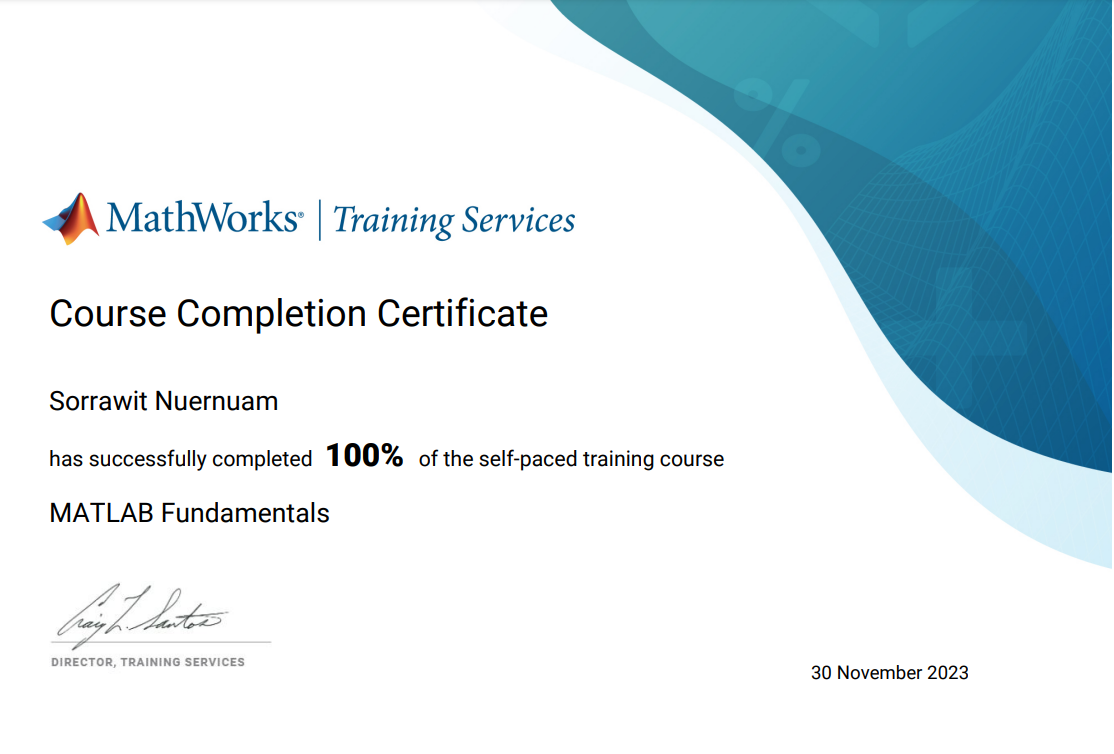 MathWorks® | Training Services
Course Completion Certificate
Sorrawit Nuernuam
has successfully completed 100% of the self-paced training course
MATLAB Fundamentals
Craig L. Santos
DIRECTOR, TRAINING SERVICES
30 November 2023